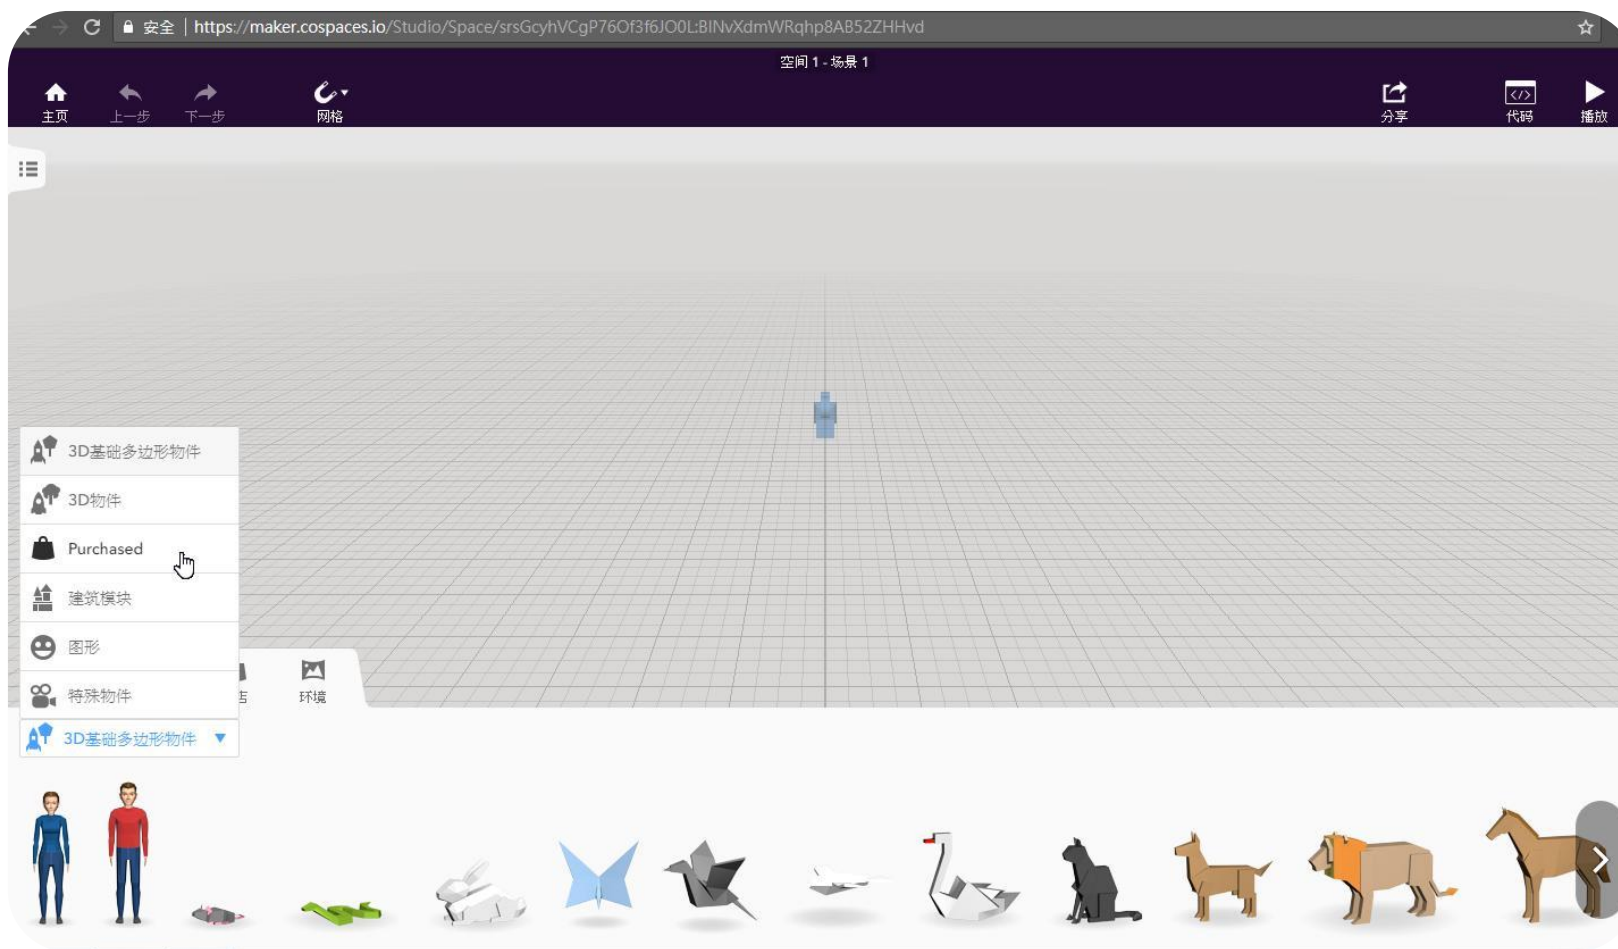 安全 | https://maker.cospaces.io/Studio/Space/srsGcyhVCgP76Of3f6JO0L:BINvXdmWRqhp8AB52ZHHvd
空间 1 - 场景 1
主页
上一步
下一步
网格
分享
代码
播放
3D基础多边形物件
3D物件
Purchased
建筑模块
图形
特殊物件
环境
3D基础多边形物件